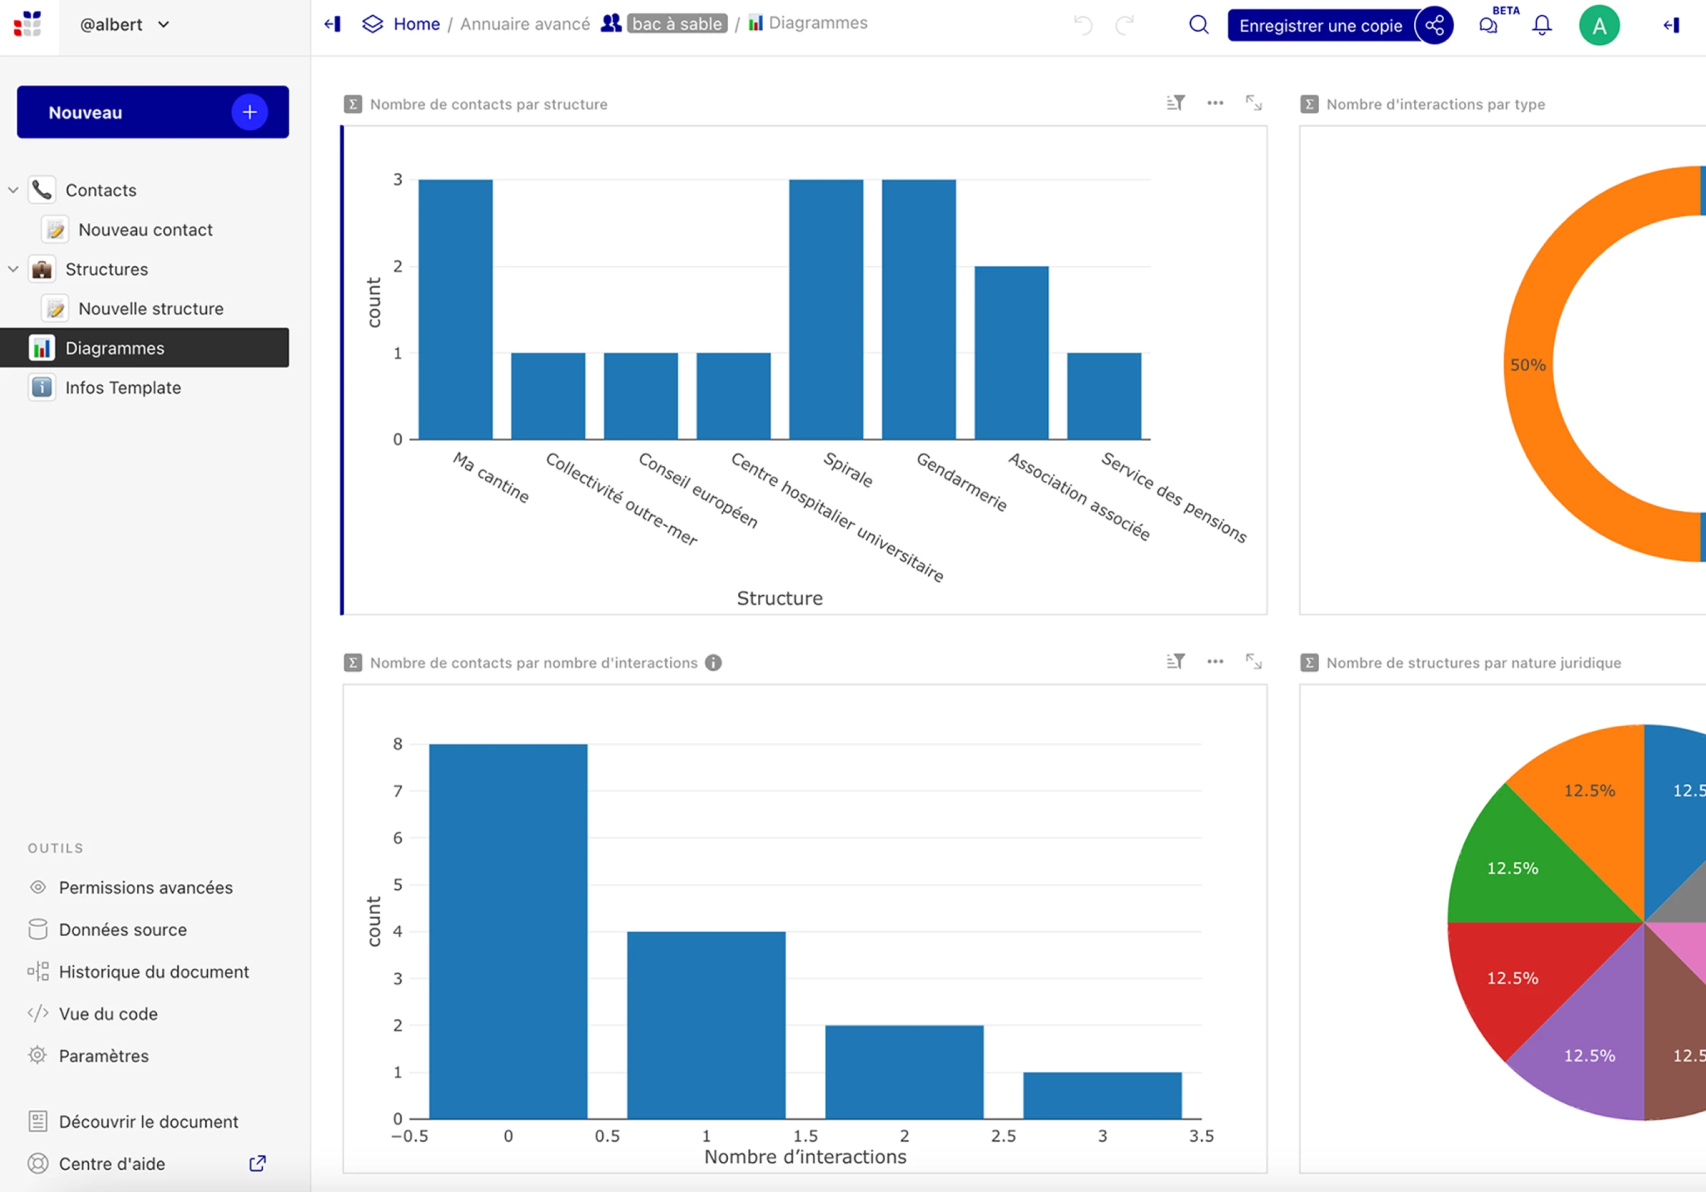 @albert
Home / Annuaire avancé bac à sable / Diagrammes
Enregistrer une copie
BETA
A
Nouveau
Contacts
Nouveau contact
Structures
Nouvelle structure
Diagrammes
Infos Template
OUTILS
Permissions avancées
Données source
Historique du document
Vue du code
Paramètres
Découvrir le document
Centre d'aide
Nombre de contacts par structure
3
2
1
0
count
Ma cantine
Collectivité outre-mer
Conseil européen
Centre hospitalier universitaire
Spirale
Gendarmerie
Association associée
Service des pensions
Structure
Nombre d'interactions par type
50%
Nombre de contacts par nombre d'interactions
8
7
6
5
4
3
2
1
0
count
−0.5 0 0.5 1 1.5 2 2.5 3 3.5
Nombre d’interactions
Nombre de structures par nature juridique
12.5% 12.5
12.5%
12.5%
12.5% 12.5